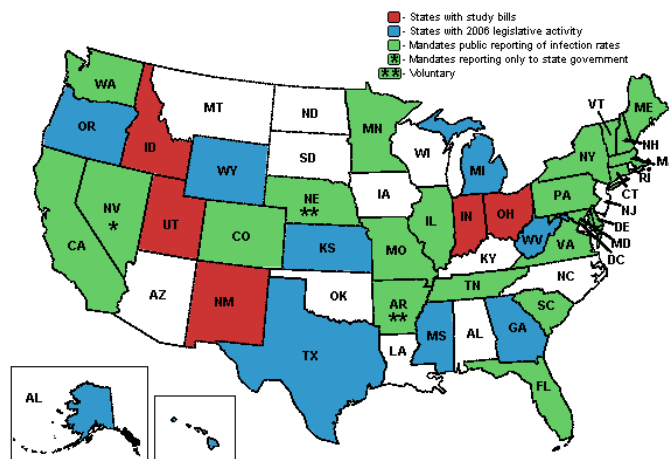 - States with study bills
- States with 2006 legislative activity
- Mandates public reporting of infection rates
* - Mandates reporting only to state government
** - Voluntary
WA
MT
ND
MN
VT
ME
OR
ID
SD
WI
NH
WY
MI
NY
M
RI
IA
CT
NE
**
PA
NJ
NV
*
UT
IL
IN
OH
DE
CO
MD
CA
KS
MO
WV
VA
DC
KY
AZ
NM
OK
AR
**
TN
NC
SC
TX
MS
AL
GA
LA
AL
FL